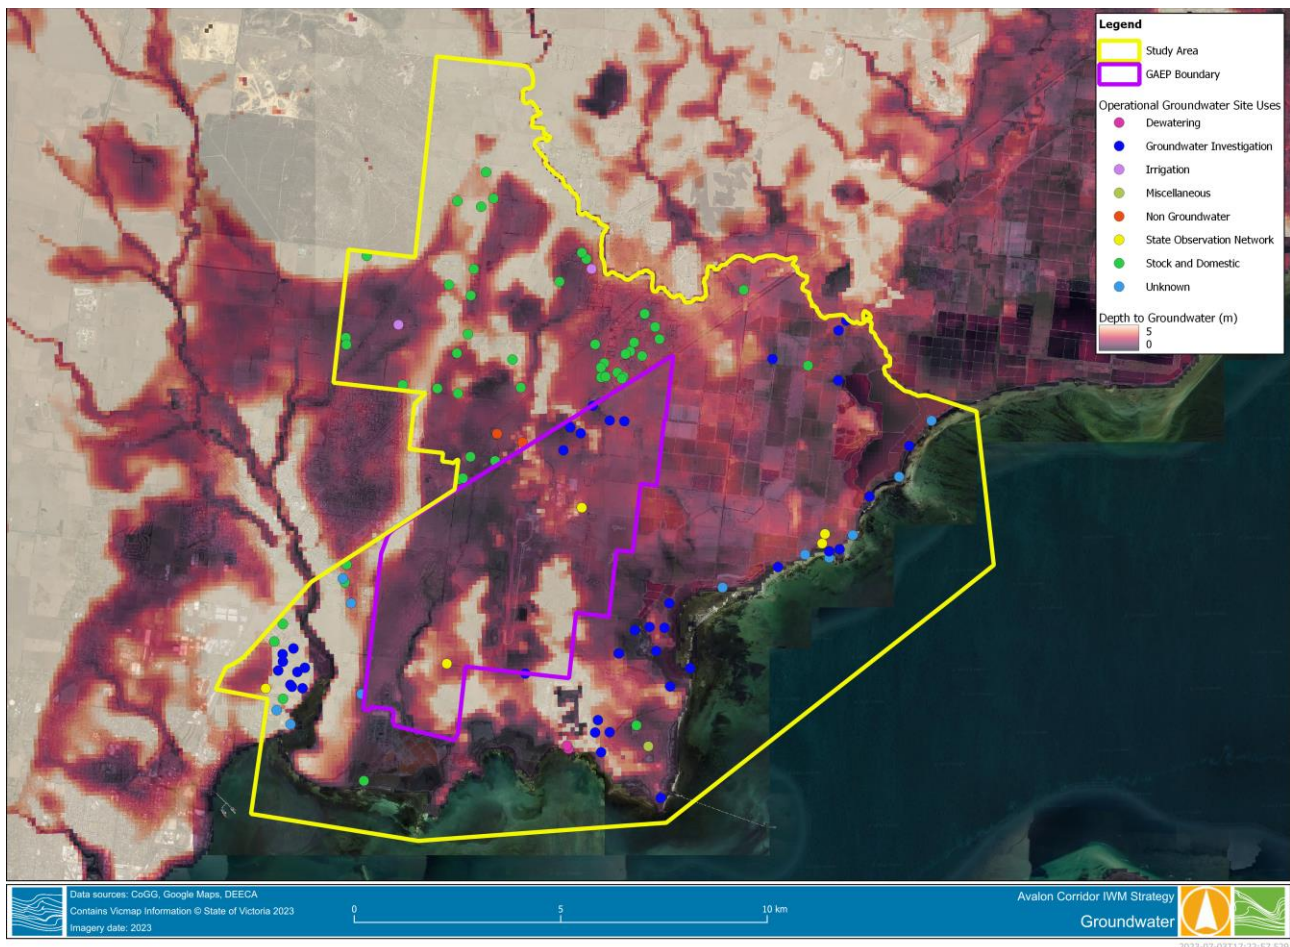 Legend
Study Area
GAEP Boundary
Operational Groundwater Site Uses
Dewatering
Groundwater Investigation
Irrigation
Miscellaneous
Non Groundwater
State Observation Network
Stock and Domestic
Unknown
Depth to Groundwater (m)
5
0
Data sources: CoGG, Google Maps, DEECA
Contains Vicmap Information © State of Victoria 2023
Imagery date: 2023
0 5 10 km
Avalon Corridor IWM Strategy
Groundwater